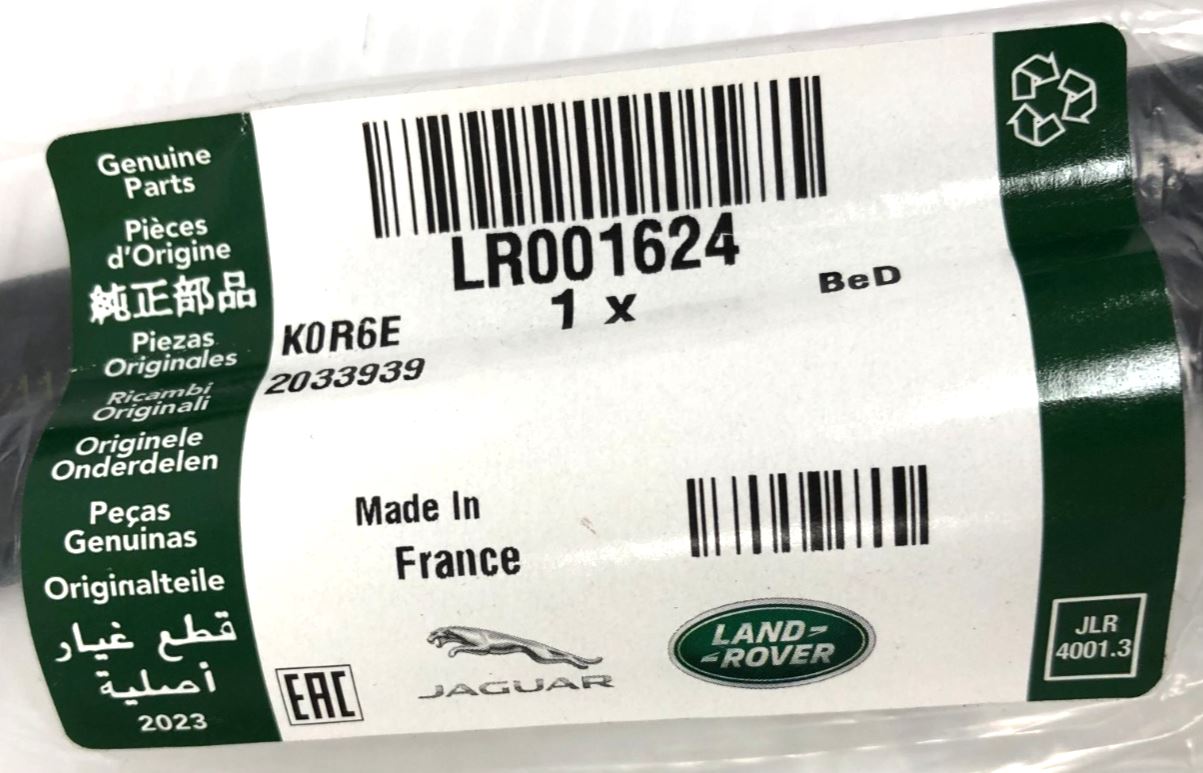 Genuine
Parts
Pièces
d'Origine
純正部品
Piezas
Originales
Ricambi
Originali
Originele
Onderdelen
Peças
Genuinas
Originalteile
قطع غيار
أصلية
2023
LR001624
1 x
BeD
K0R6E
2033939
Made In
France
EAC
JAGUAR
LAND-
-ROVER
JLR
4001.3